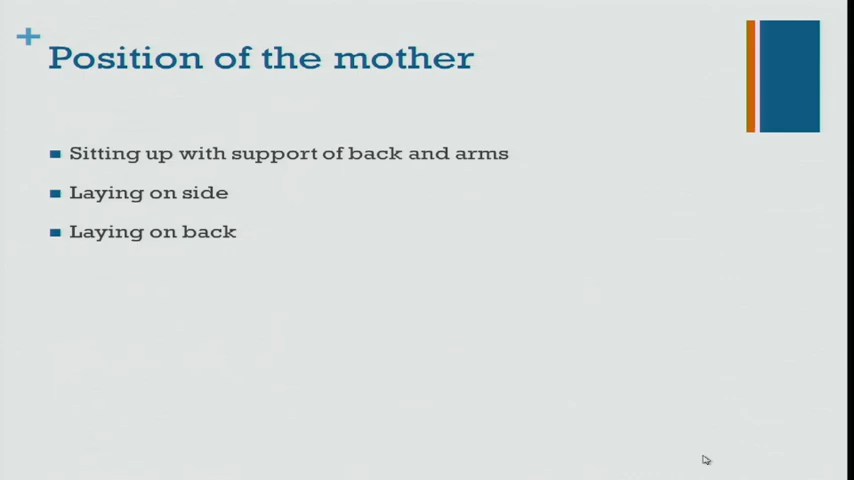 +
Position of the mother
Sitting up with support of back and arms
Laying on side
Laying on back